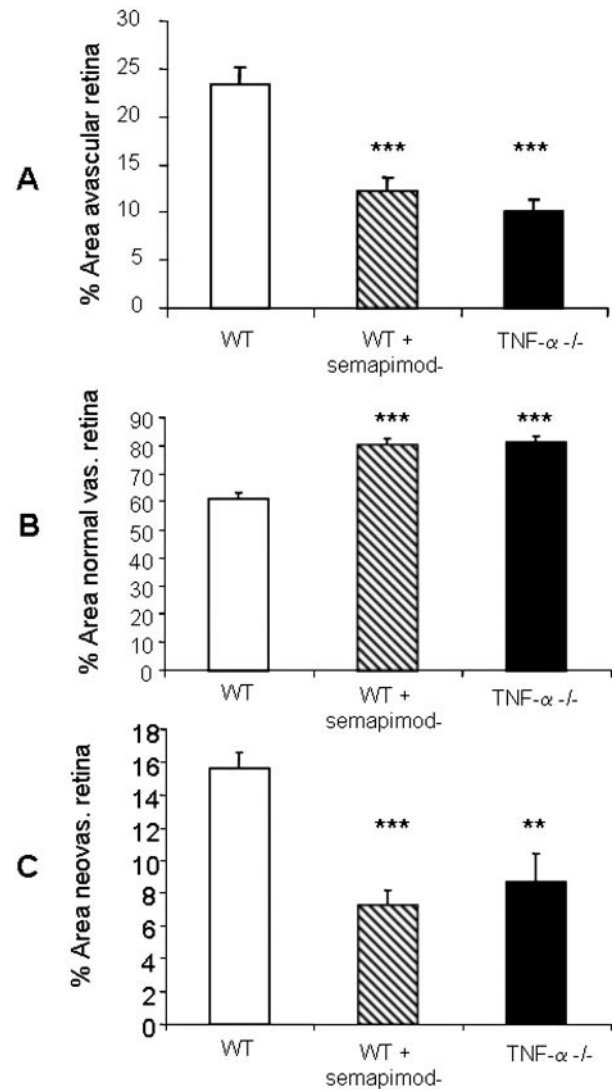 A
% Area avascular retina
30
25
20
15
10
5
0
***
***
WT
WT +
semapimod-
TNF-α -/-
B
% Area normal vas. retina
90
80
70
60
50
40
30
20
10
0
***
***
WT
WT +
semapimod-
TNF-α -/-
C
% Area neovas. retina
18
16
14
12
10
8
6
4
2
0
***
**
WT
WT +
semapimod-
TNF-α -/-